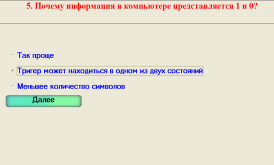 5. Почему информация в компьютере представляется 1 и 0?
Так проще
Тригер может находиться в одном из двух состояний
Меньшее количество символов
Далее